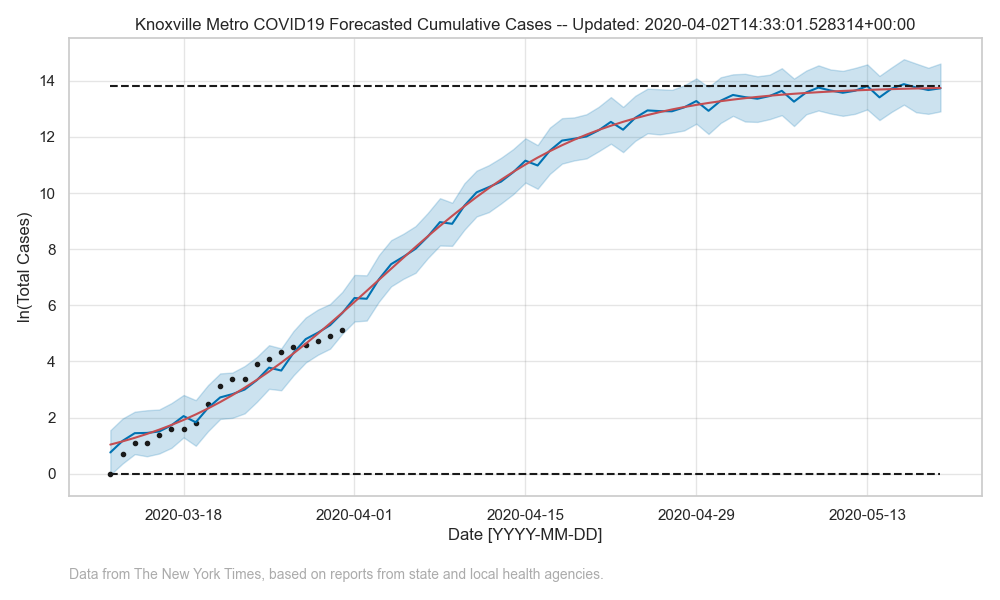 Knoxville Metro COVID19 Forecasted Cumulative Cases -- Updated: 2020-04-02T14:33:01.528314+00:00
ln(Total Cases)
14
12
10
8
6
4
2
0
2020-03-18 2020-04-01 2020-04-15 2020-04-29 2020-05-13
Date [YYYY-MM-DD]
Data from The New York Times, based on reports from state and local health agencies.